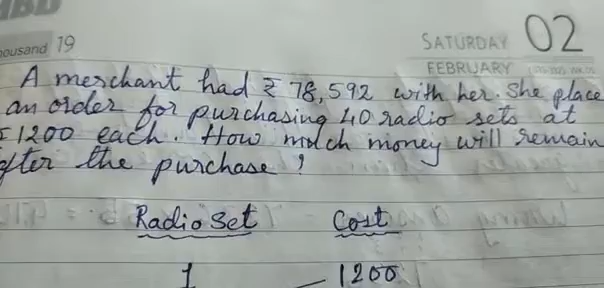 19
SATURDAY 02
FEBRUARY
A merchant had ₹ 78,592 with her. She place
an order for purchasing 40 radio sets at
₹1200 each. How much money will remain
after the purchase?
Radio Set Cost
1 — 1200